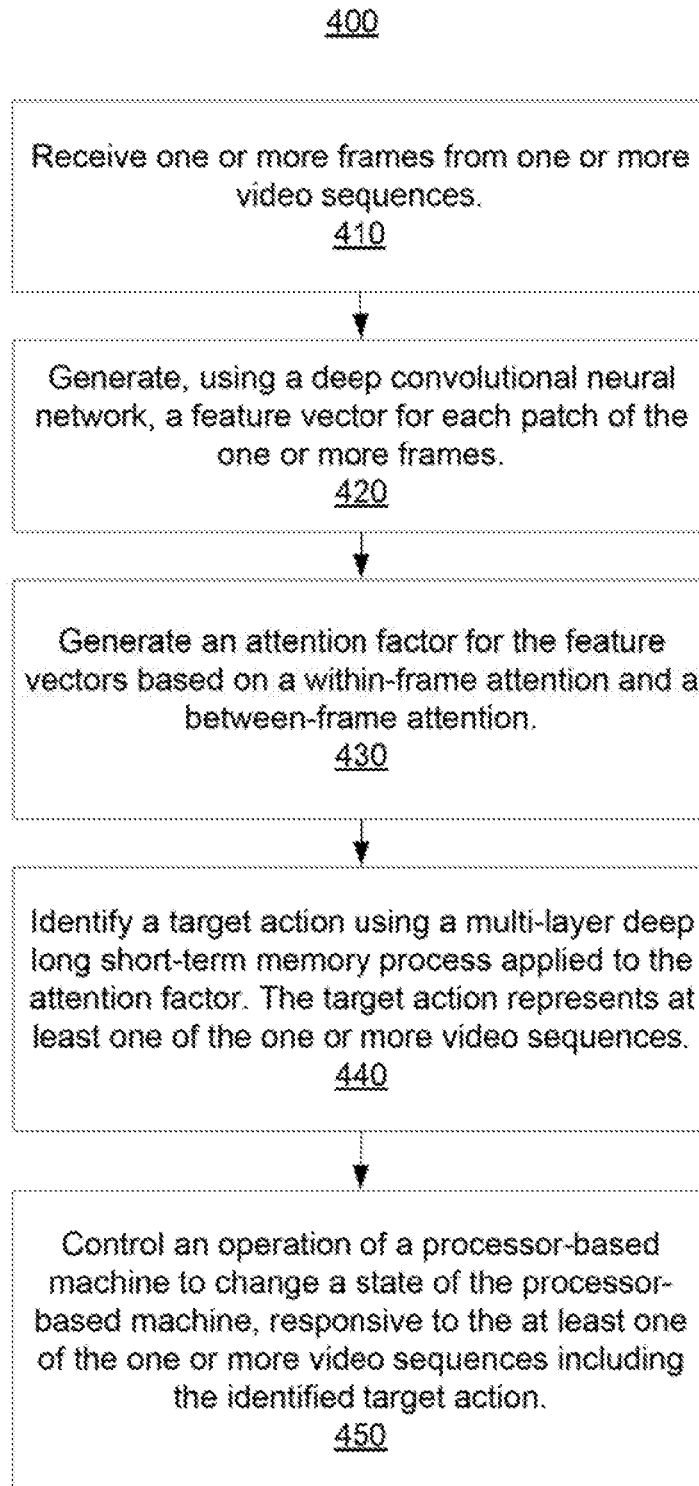 400
Receive one or more frames from one or more
video sequences.
410
Generate, using a deep convolutional neural
network, a feature vector for each patch of the
one or more frames.
420
Generate an attention factor for the feature
vectors based on a within-frame attention and a
between-frame attention.
430
Identify a target action using a multi-layer deep
long short-term memory process applied to the
attention factor. The target action represents at
least one of the one or more video sequences.
440
Control an operation of a processor-based
machine to change a state of the processor-
based machine, responsive to the at least one
of the one or more video sequences including
the identified target action.
450